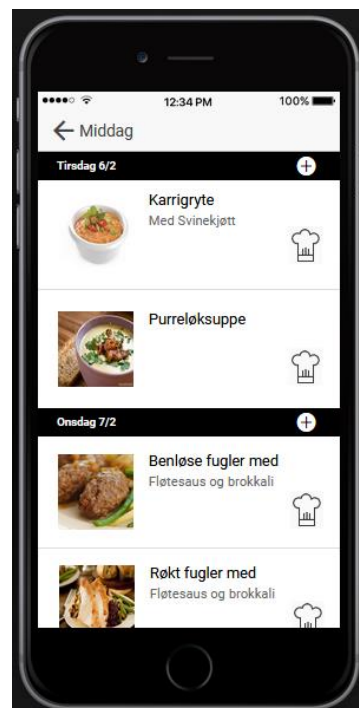 12:34 PM 100%
Middag
Tirsdag 6/2
Karrigryte
Med Svinekjøtt
Purreløksuppe
Onsdag 7/2
Benløse fugler med
Fløtesaus og brokkali
Røkt fugler med
Fløtesaus og brokkali